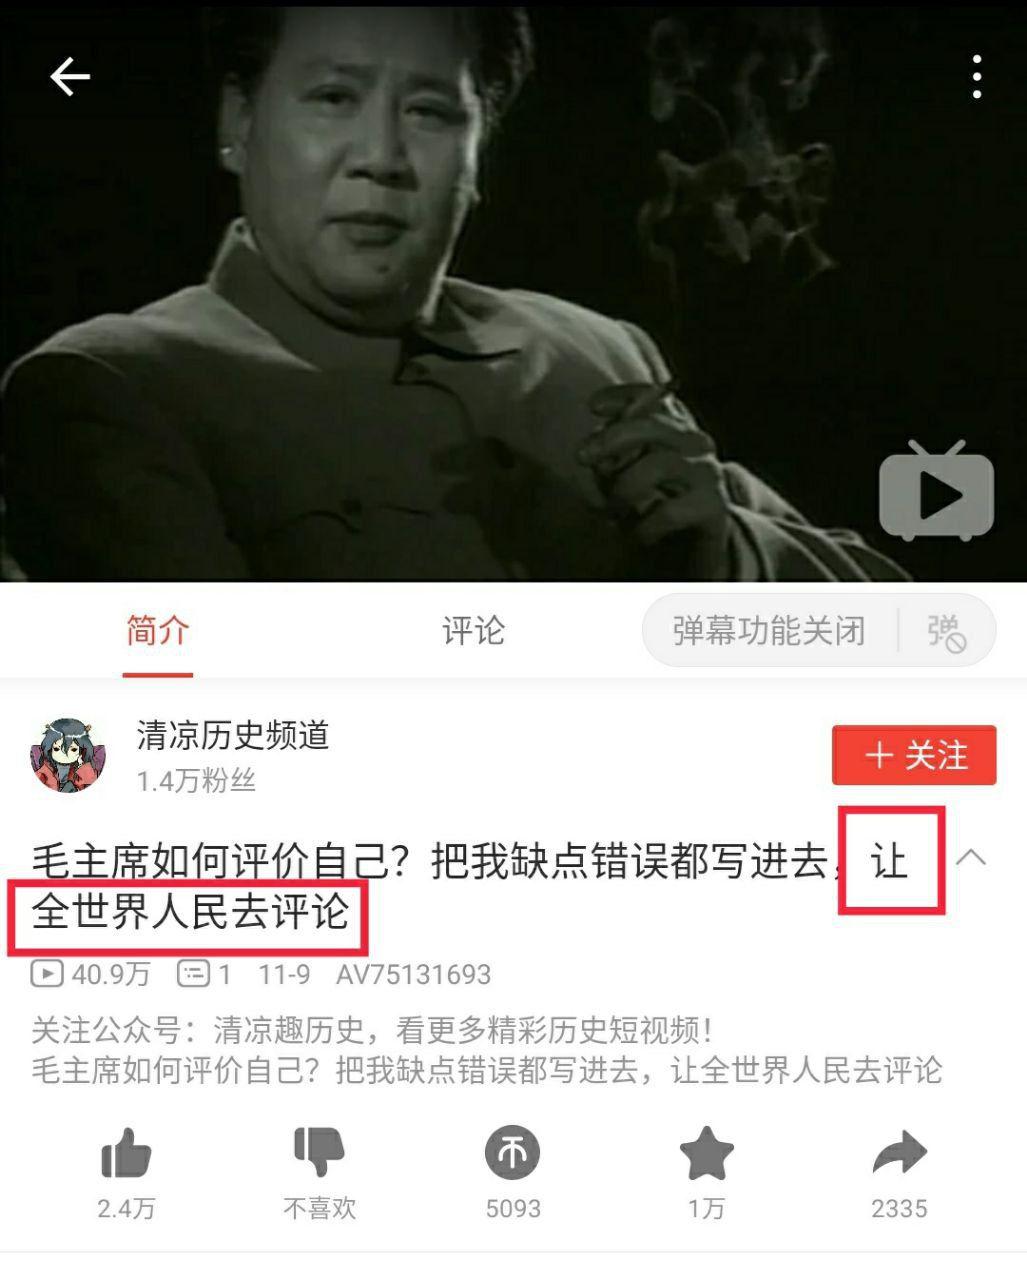 简介
评论
弹幕功能关闭
弹
清凉历史频道
1.4万粉丝
＋ 关注
毛主席如何评价自己？把我缺点错误都写进去，让
全世界人民去评论
40.9万 1 11-9 AV75131693
关注公众号：清凉趣历史，看更多精彩历史短视频！
毛主席如何评价自己？把我缺点错误都写进去，让全世界人民去评论
2.4万 不喜欢 5093 1万 2335